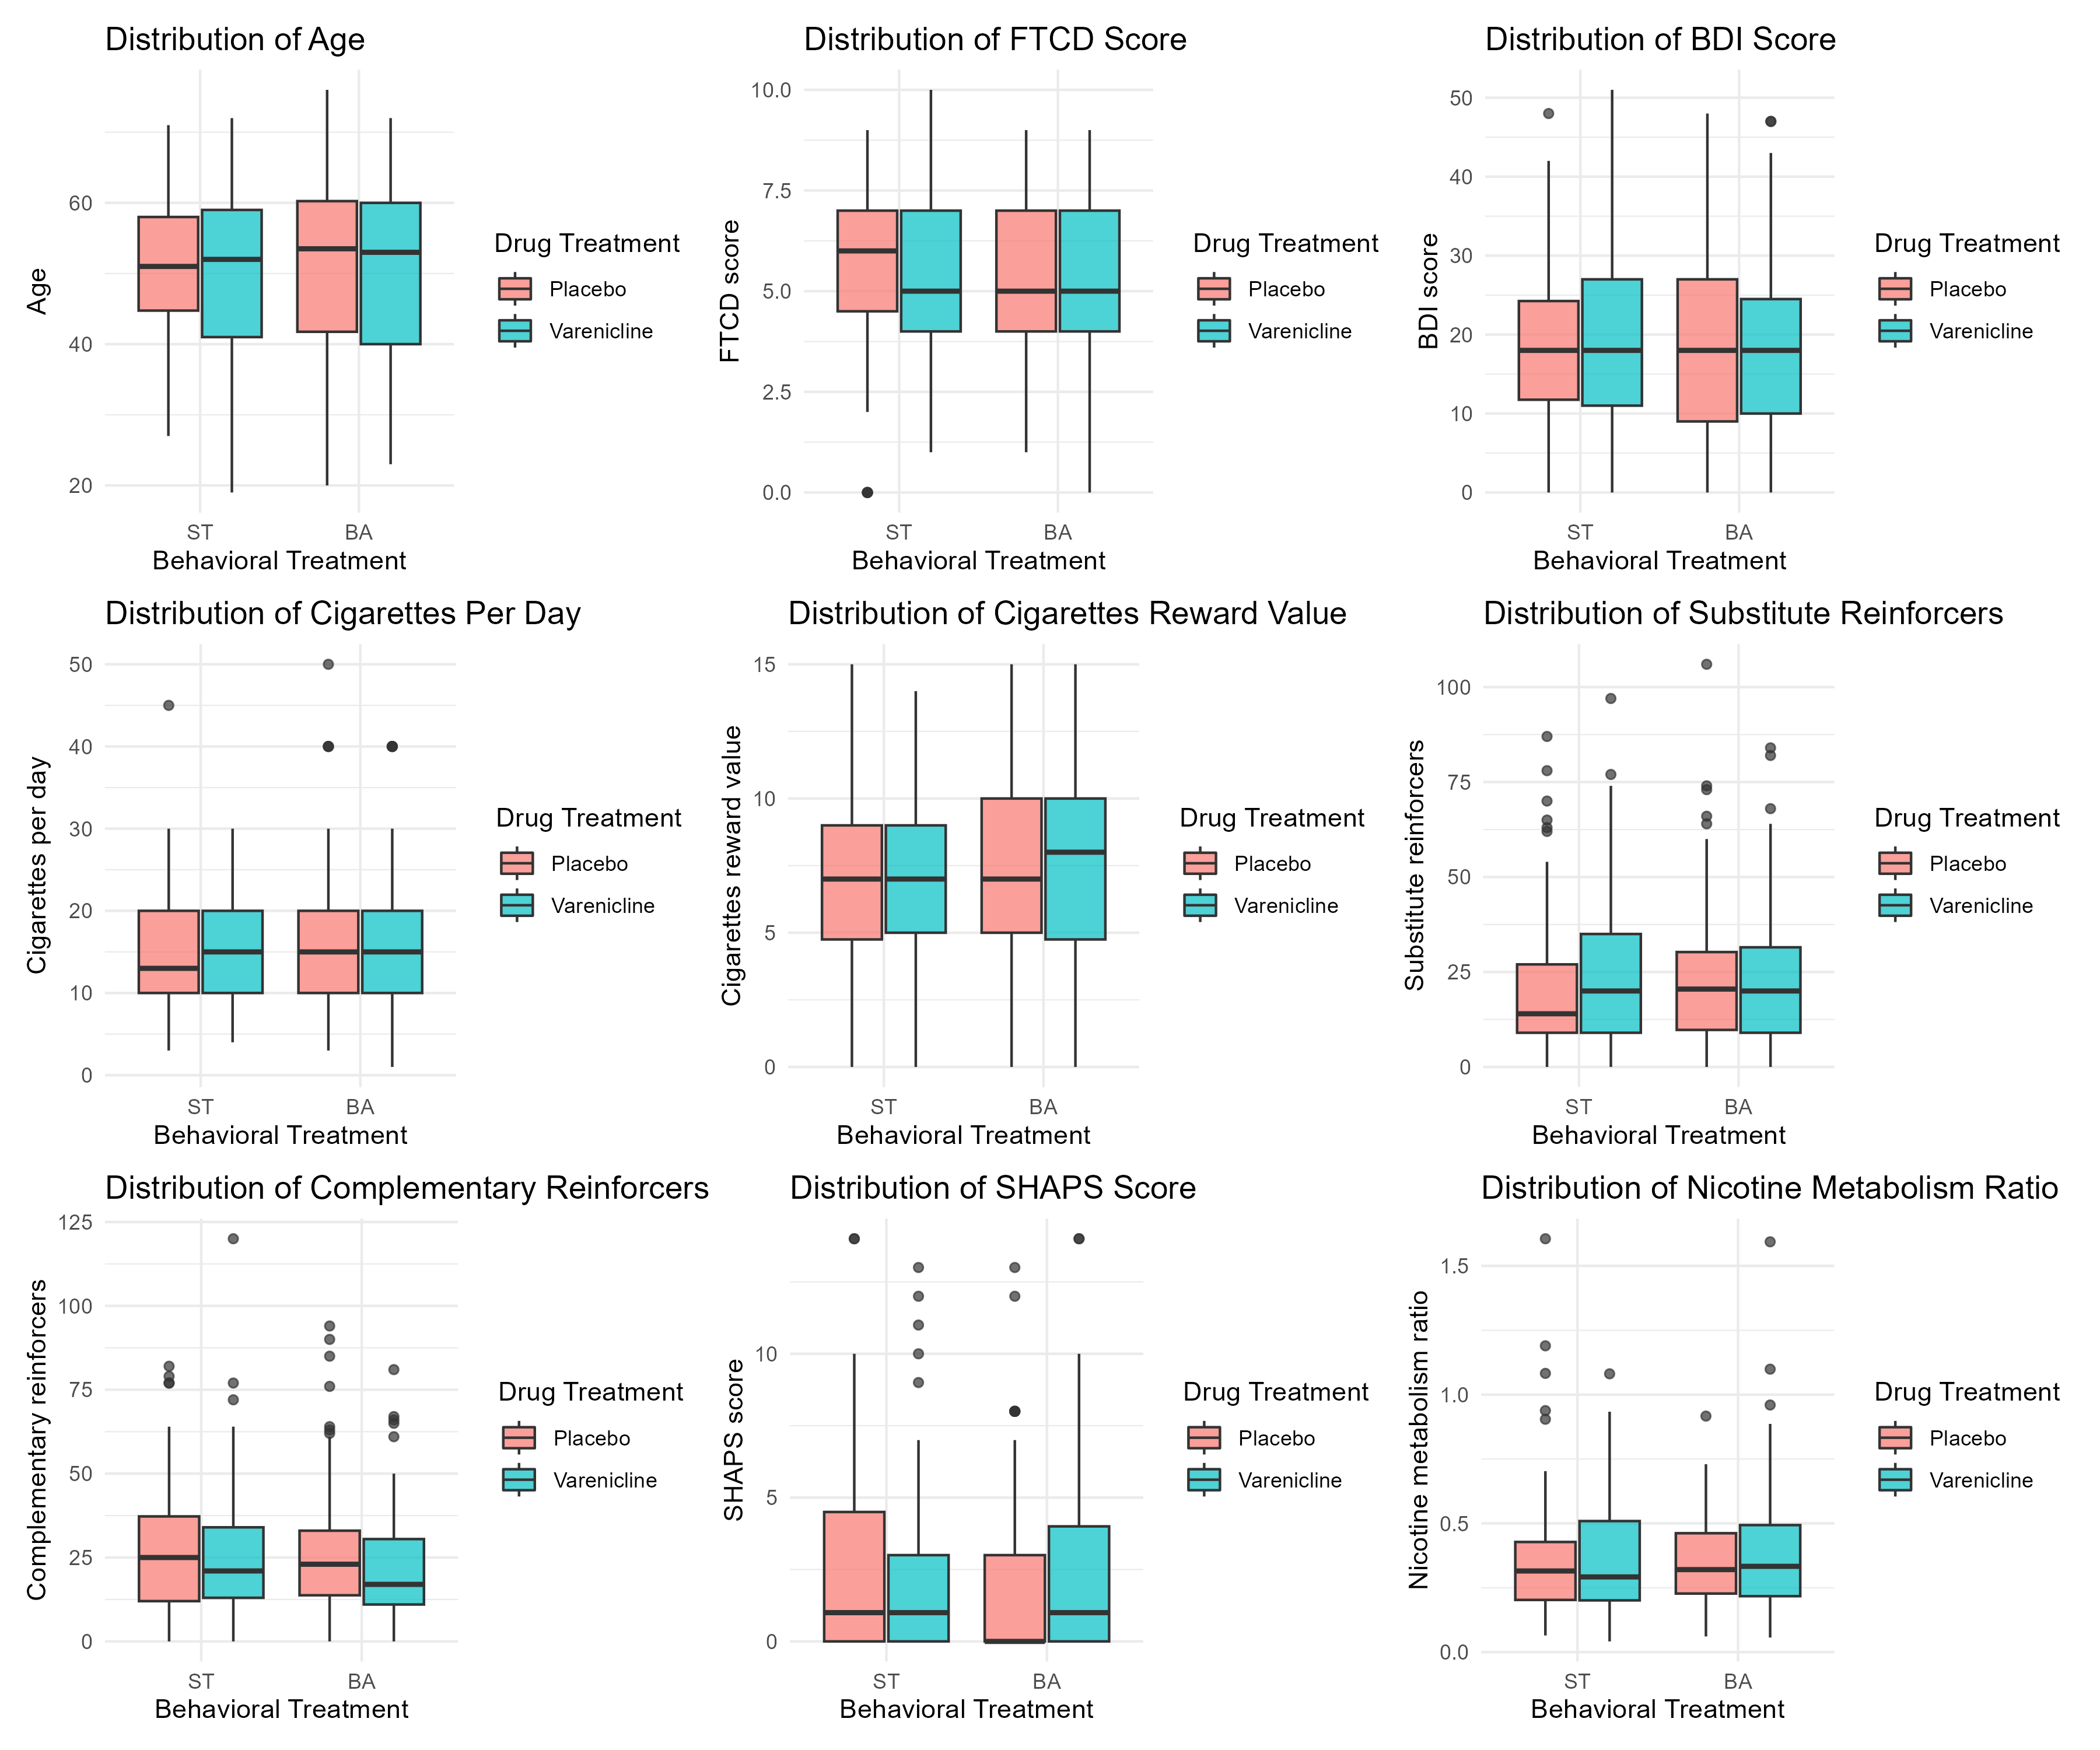 Distribution of Age
Age
60
40
20
ST
BA
Behavioral Treatment
Drug Treatment
Placebo
Varenicline
Distribution of FTCD Score
FTCD score
10.0
7.5
5.0
2.5
0.0
ST
BA
Behavioral Treatment
Drug Treatment
Placebo
Varenicline
Distribution of BDI Score
BDI score
50
40
30
20
10
0
ST
BA
Behavioral Treatment
Drug Treatment
Placebo
Varenicline
Distribution of Cigarettes Per Day
Cigarettes per day
50
40
30
20
10
0
ST
BA
Behavioral Treatment
Drug Treatment
Placebo
Varenicline
Distribution of Cigarettes Reward Value
Cigarettes reward value
15
10
5
0
ST
BA
Behavioral Treatment
Drug Treatment
Placebo
Varenicline
Distribution of Substitute Reinforcers
Substitute reinforcers
100
75
50
25
0
ST
BA
Behavioral Treatment
Drug Treatment
Placebo
Varenicline
Distribution of Complementary Reinforcers
Complementary reinforcers
125
100
75
50
25
0
ST
BA
Behavioral Treatment
Drug Treatment
Placebo
Varenicline
Distribution of SHAPS Score
SHAPS score
10
5
0
ST
BA
Behavioral Treatment
Drug Treatment
Placebo
Varenicline
Distribution of Nicotine Metabolism Ratio
Nicotine metabolism ratio
1.5
1.0
0.5
0.0
ST
BA
Behavioral Treatment
Drug Treatment
Placebo
Varenicline